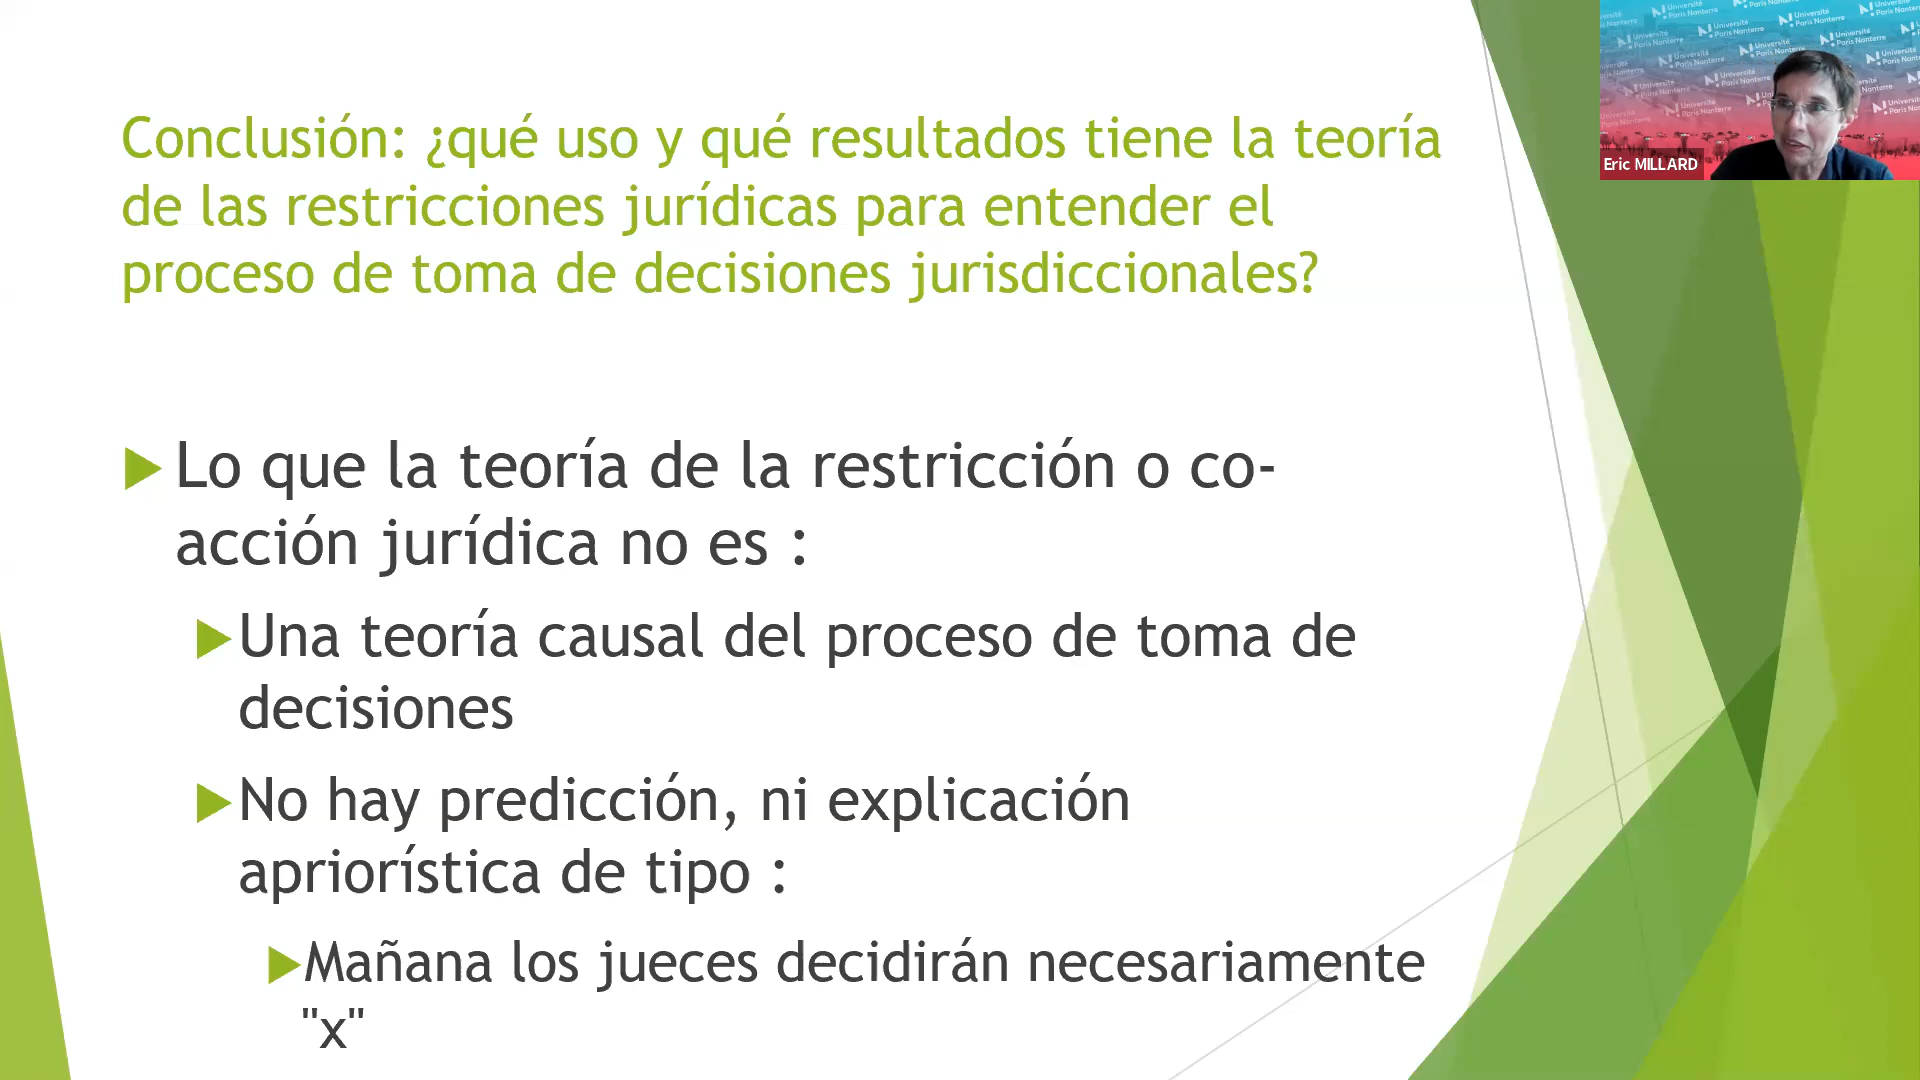 Conclusión: ¿qué uso y qué resultados tiene la teoría
de las restricciones jurídicas para entender el
proceso de toma de decisiones jurisdiccionales?
Lo que la teoría de la restricción o co-
acción jurídica no es :
Una teoría causal del proceso de toma de
decisiones
No hay predicción, ni explicación
apriorística de tipo :
Mañana los jueces decidirán necesariamente
"x"
Université
Paris Nanterre
Eric MILLARD